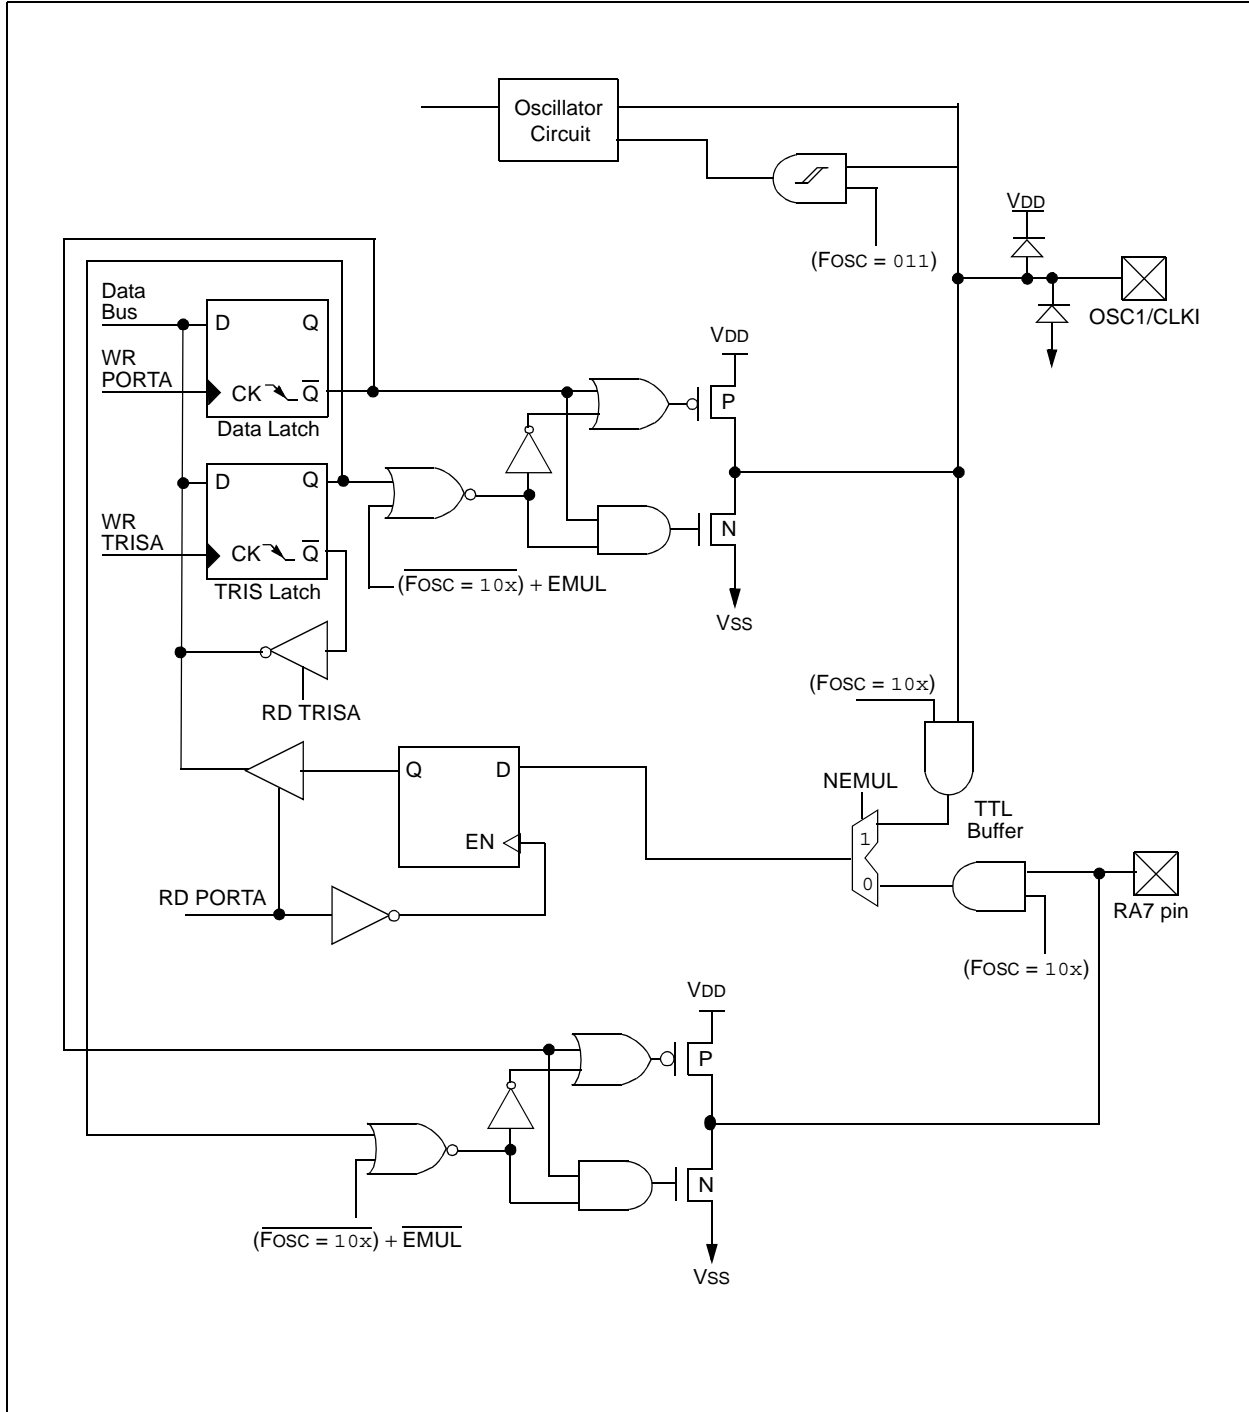 Oscillator
Circuit
VDD
(FOSC = 011)
OSC1/CLKI
Data
Bus
D
Q
WR
PORTA
CK
Q
Data Latch
VDD
P
D
Q
WR
TRISA
CK
Q
TRIS Latch
N
(FOSC = 10x) + EMUL
VSS
RD TRISA
(FOSC = 10x)
Q
D
EN
NEMUL
1
0
TTL
Buffer
RD PORTA
RA7 pin
(FOSC = 10x)
VDD
P
N
(FOSC = 10x) + EMUL
VSS